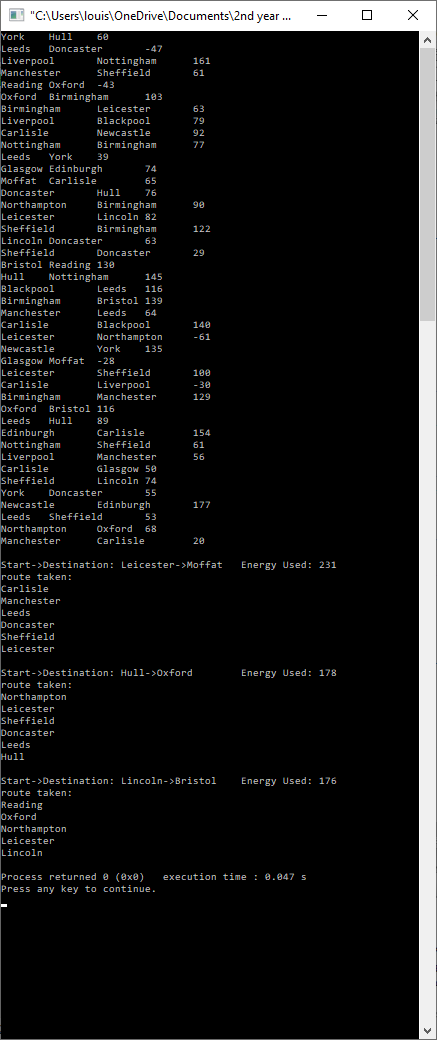 "C:\Users\louis\OneDrive\Documents\2nd year ...
York Hull 60
Leeds Doncaster -47
Liverpool Nottingham 161
Manchester Sheffield 61
Reading Oxford -43
Oxford Birmingham 103
Birmingham Leicester 63
Liverpool Blackpool 79
Carlisle Newcastle 92
Nottingham Birmingham 77
Leeds York 39
Glasgow Edinburgh 74
Moffat Carlisle 65
Doncaster Hull 76
Northampton Birmingham 90
Leicester Lincoln 82
Sheffield Birmingham 122
Lincoln Doncaster 63
Sheffield Doncaster 29
Bristol Reading 130
Hull Nottingham 145
Blackpool Leeds 116
Birmingham Bristol 139
Manchester Leeds 64
Carlisle Blackpool 140
Leicester Northampton -61
Newcastle York 135
Glasgow Moffat -28
Leicester Sheffield 100
Carlisle Liverpool -30
Birmingham Manchester 129
Oxford Bristol 116
Leeds Hull 89
Edinburgh Carlisle 154
Nottingham Sheffield 61
Liverpool Manchester 56
Carlisle Glasgow 50
Sheffield Lincoln 74
York Doncaster 55
Newcastle Edinburgh 177
Leeds Sheffield 53
Northampton Oxford 68
Manchester Carlisle 20
Start->Destination: Leicester->Moffat Energy Used: 231
route taken:
Carlisle
Manchester
Leeds
Doncaster
Sheffield
Leicester
Start->Destination: Hull->Oxford Energy Used: 178
route taken:
Northampton
Leicester
Sheffield
Doncaster
Leeds
Hull
Start->Destination: Lincoln->Bristol Energy Used: 176
route taken:
Reading
Oxford
Northampton
Leicester
Lincoln
Process returned 0 (0x0) execution time : 0.047 s
Press any key to continue.